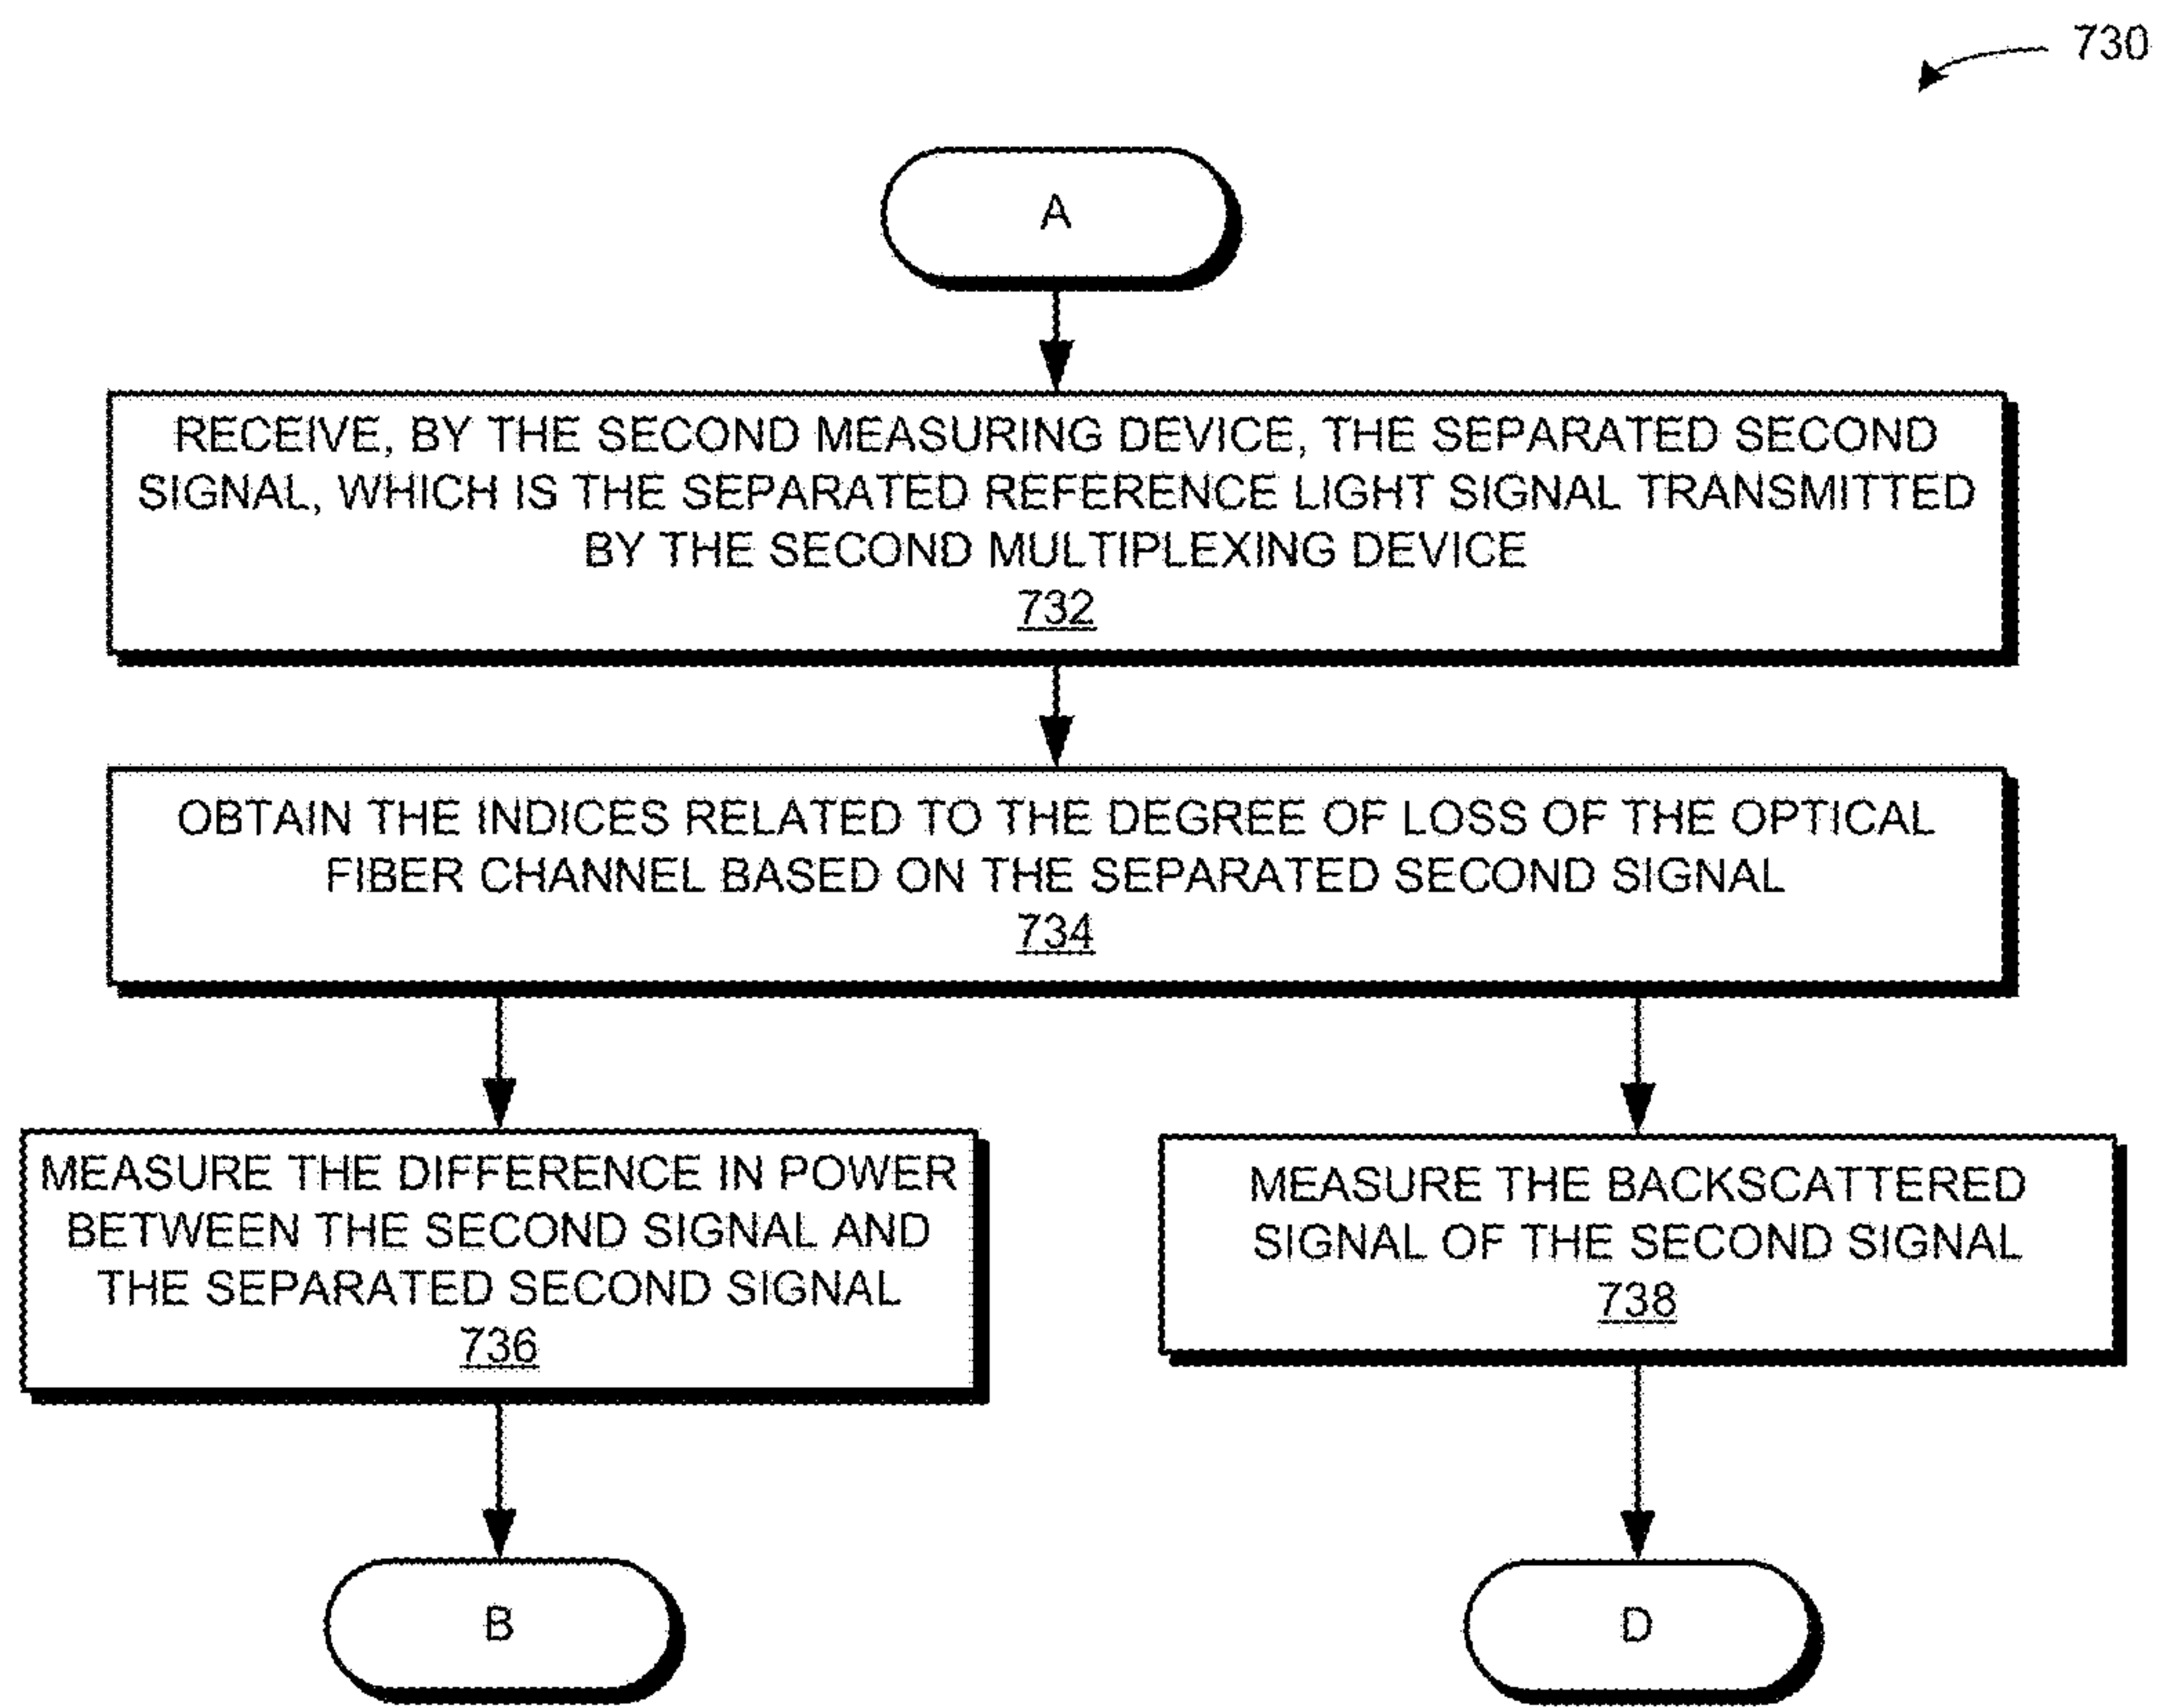 730
A
RECEIVE, BY THE SECOND MEASURING DEVICE, THE SEPARATED SECOND
SIGNAL, WHICH IS THE SEPARATED REFERENCE LIGHT SIGNAL TRANSMITTED
BY THE SECOND MULTIPLEXING DEVICE
732
OBTAIN THE INDICES RELATED TO THE DEGREE OF LOSS OF THE OPTICAL
FIBER CHANNEL BASED ON THE SEPARATED SECOND SIGNAL
734
MEASURE THE DIFFERENCE IN POWER
BETWEEN THE SECOND SIGNAL AND
THE SEPARATED SECOND SIGNAL
736
MEASURE THE BACKSCATTERED
SIGNAL OF THE SECOND SIGNAL
738
B
D